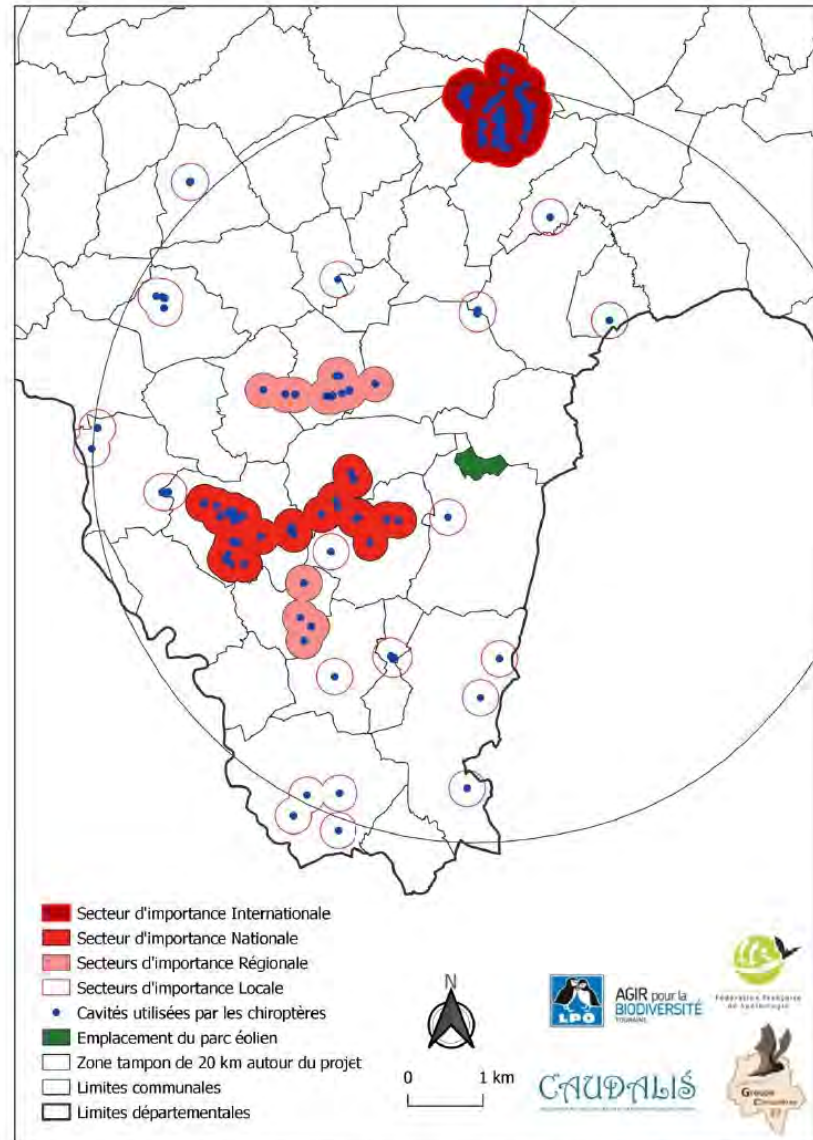 Secteur d'importance Internationale
Secteur d'importance Nationale
Secteurs d'importance Régionale
Secteurs d'importance Locale
Cavités utilisées par les chiroptères
Emplacement du parc éolien
Zone tampon de 20 km autour du projet
Limites communales
Limites départementales
N
0 1 km
LPO
AGIR pour la
BIODIVERSITÉ
TOURAINE
Fédération Française
de Spéléologie
CAUDALIS
Groupe